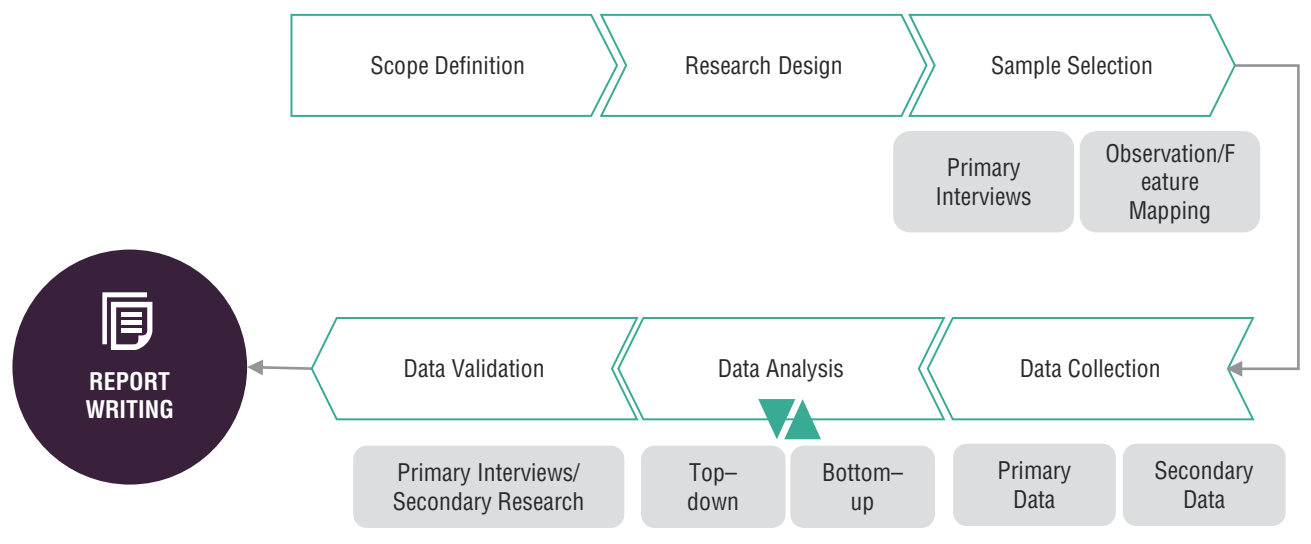 Scope Definition
Research Design
Sample Selection
Primary
Interviews
Observation/F
eature
Mapping
REPORT
WRITING
Data Validation
Data Analysis
Data Collection
Primary Interviews/
Secondary Research
Top–
down
Bottom–
up
Primary
Data
Secondary
Data